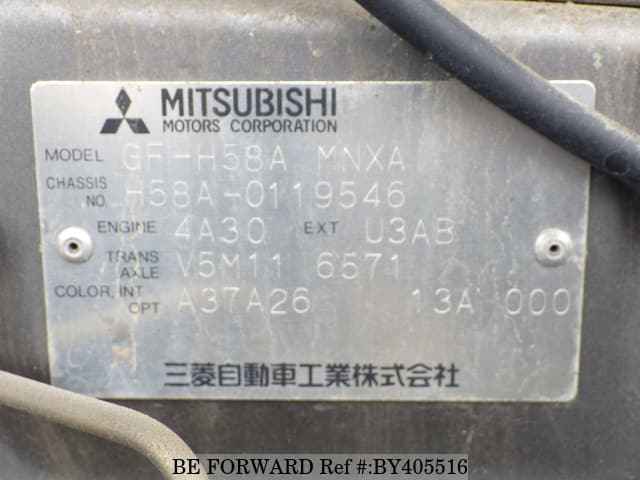 MITSUBISHI
MOTORS CORPORATION
MODEL GF-H58A MNXA
CHASSIS NO. H58A-0119546
ENGINE 4A30 EXT U3AB
TRANS AXLE V5M11 6571
COLOR, INT OPT A37A26 13A 000
三菱自動車工業株式会社
BE FORWARD Ref #:BY405516